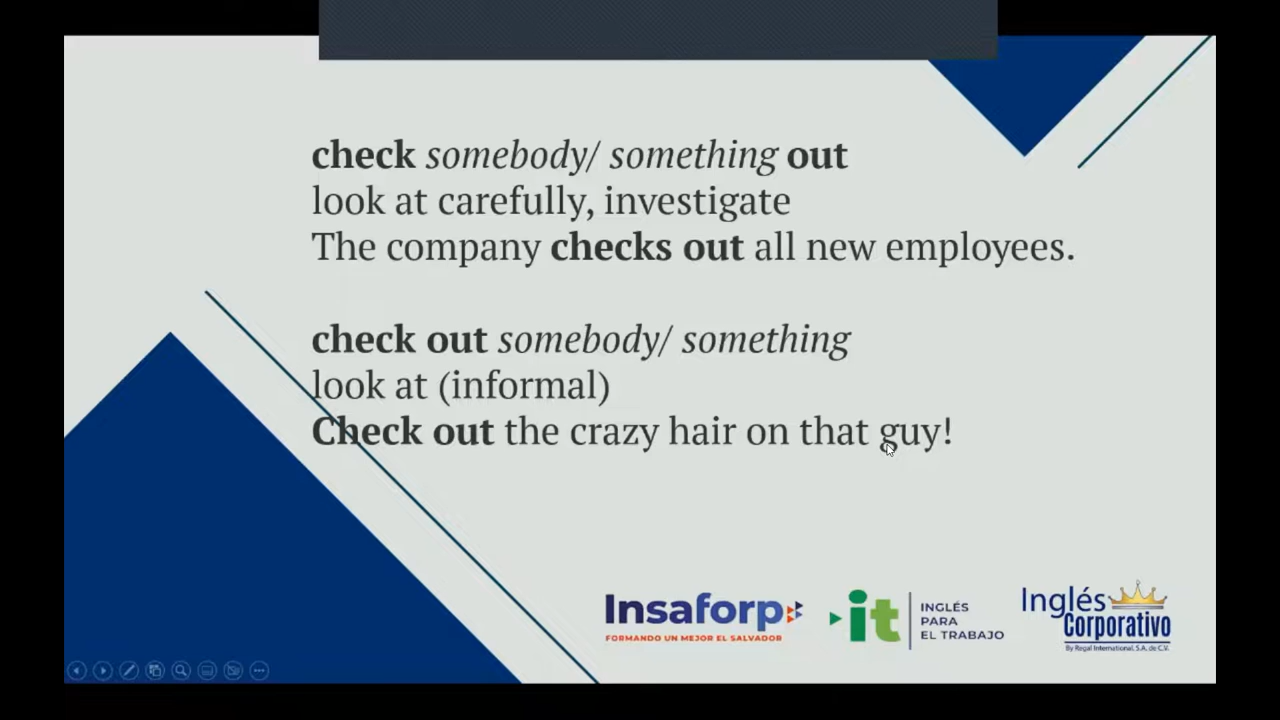 check somebody/ something out
look at carefully, investigate
The company checks out all new employees.
check out somebody/ something
look at (informal)
Check out the crazy hair on that guy!
Insaforp
FORMANDO UN MEJOR EL SALVADOR
it
INGLÉS
PARA
EL TRABAJO
Inglés
Corporativo
By Regal International, S.A. de C.V.